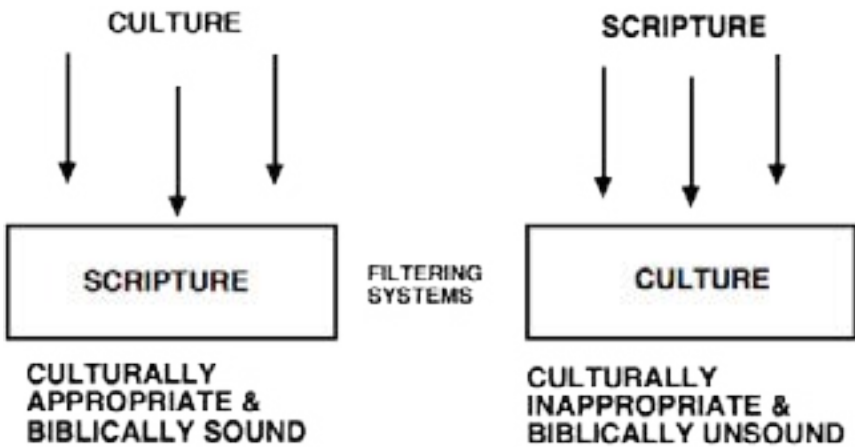 CULTURE
SCRIPTURE
SCRIPTURE
FILTERING
SYSTEMS
CULTURE
CULTURALLY
APPROPRIATE &
BIBLICALLY SOUND
CULTURALLY
INAPPROPRIATE &
BIBLICALLY UNSOUND